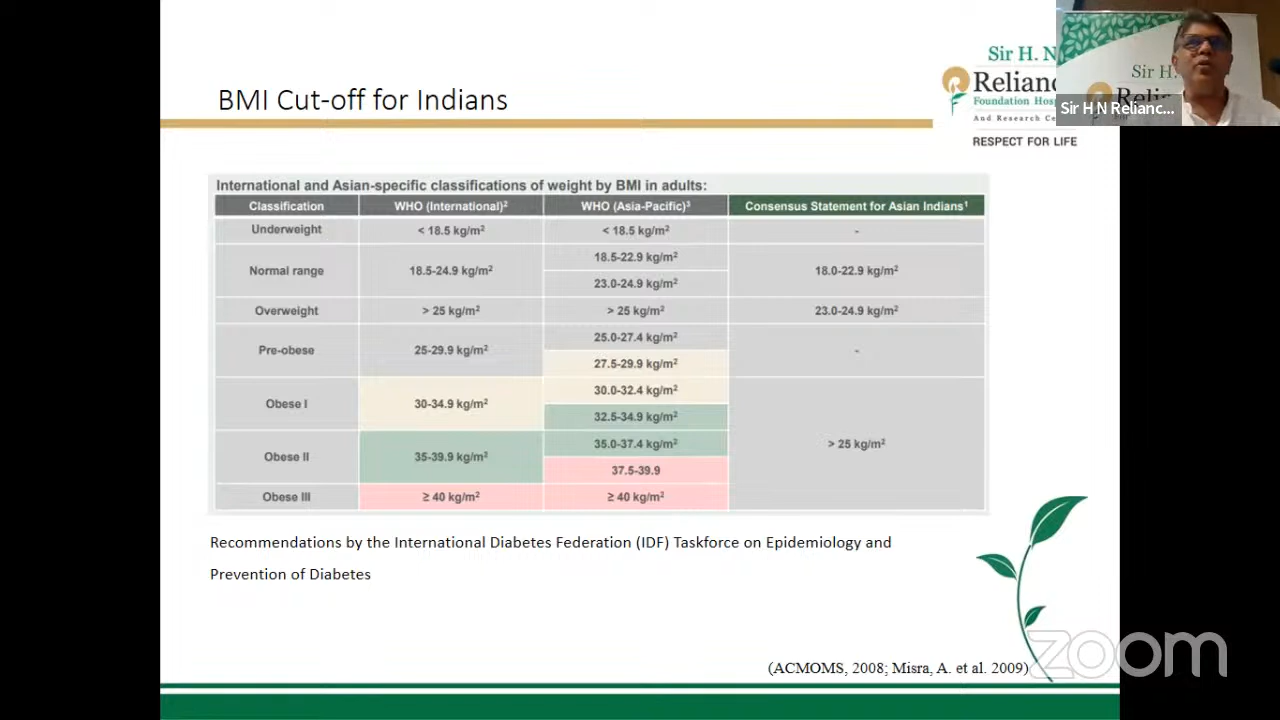 BMI Cut-off for Indians
Sir H. N
Relianc
Foundation Hosp
And Research Ce
RESPECT FOR LIFE
Sir H
Sir H N Relianc...
International and Asian-specific classifications of weight by BMI in adults:
Classification WHO (International)² WHO (Asia-Pacific)³ Consensus Statement for Asian Indians¹
Underweight < 18.5 kg/m² < 18.5 kg/m² -
Normal range 18.5-24.9 kg/m² 18.5-22.9 kg/m² 18.0-22.9 kg/m²
23.0-24.9 kg/m²
Overweight > 25 kg/m² > 25 kg/m² 23.0-24.9 kg/m²
Pre-obese 25-29.9 kg/m² 25.0-27.4 kg/m² -
27.5-29.9 kg/m²
Obese I 30-34.9 kg/m² 30.0-32.4 kg/m² > 25 kg/m²
32.5-34.9 kg/m²
Obese II 35-39.9 kg/m² 35.0-37.4 kg/m²
37.5-39.9
Obese III ≥ 40 kg/m² ≥ 40 kg/m²
Recommendations by the International Diabetes Federation (IDF) Taskforce on Epidemiology and
Prevention of Diabetes
(ACMOMS, 2008; Misra, A. et al. 2009)
zoom